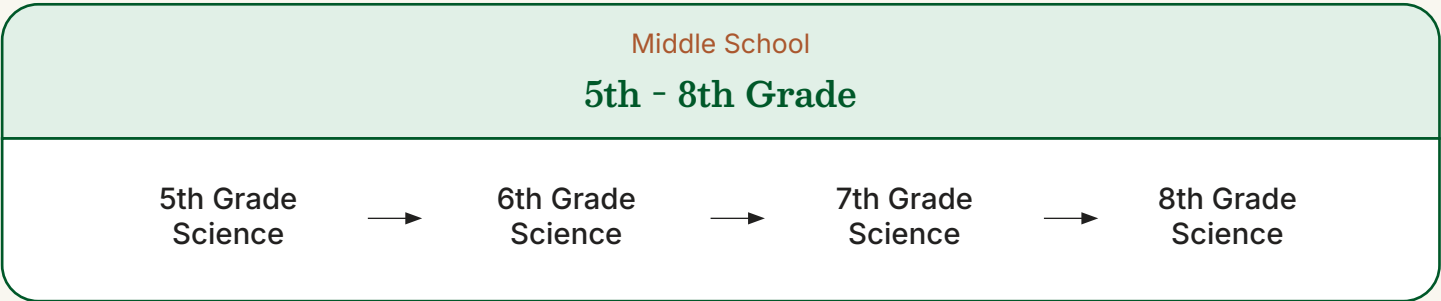 Middle School
5th - 8th Grade
5th Grade
Science
6th Grade
Science
7th Grade
Science
8th Grade
Science